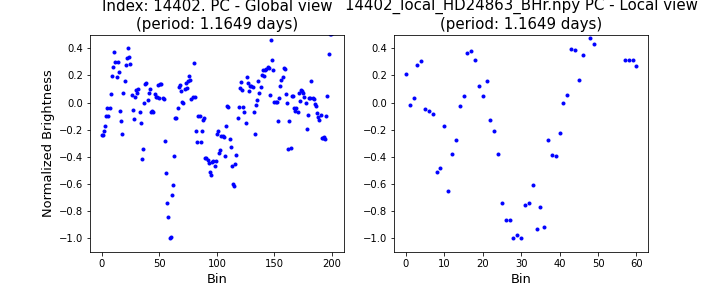 Index: 14402. PC - Global view
(period: 1.1649 days)
14402_local_HD24863_BHr.npy PC - Local view
(period: 1.1649 days)
Normalized Brightness
0.4
0.2
0.0
−0.2
−0.4
−0.6
−0.8
−1.0
0 50 100 150 200
Bin
0.4
0.2
0.0
−0.2
−0.4
−0.6
−0.8
−1.0
0 10 20 30 40 50 60
Bin